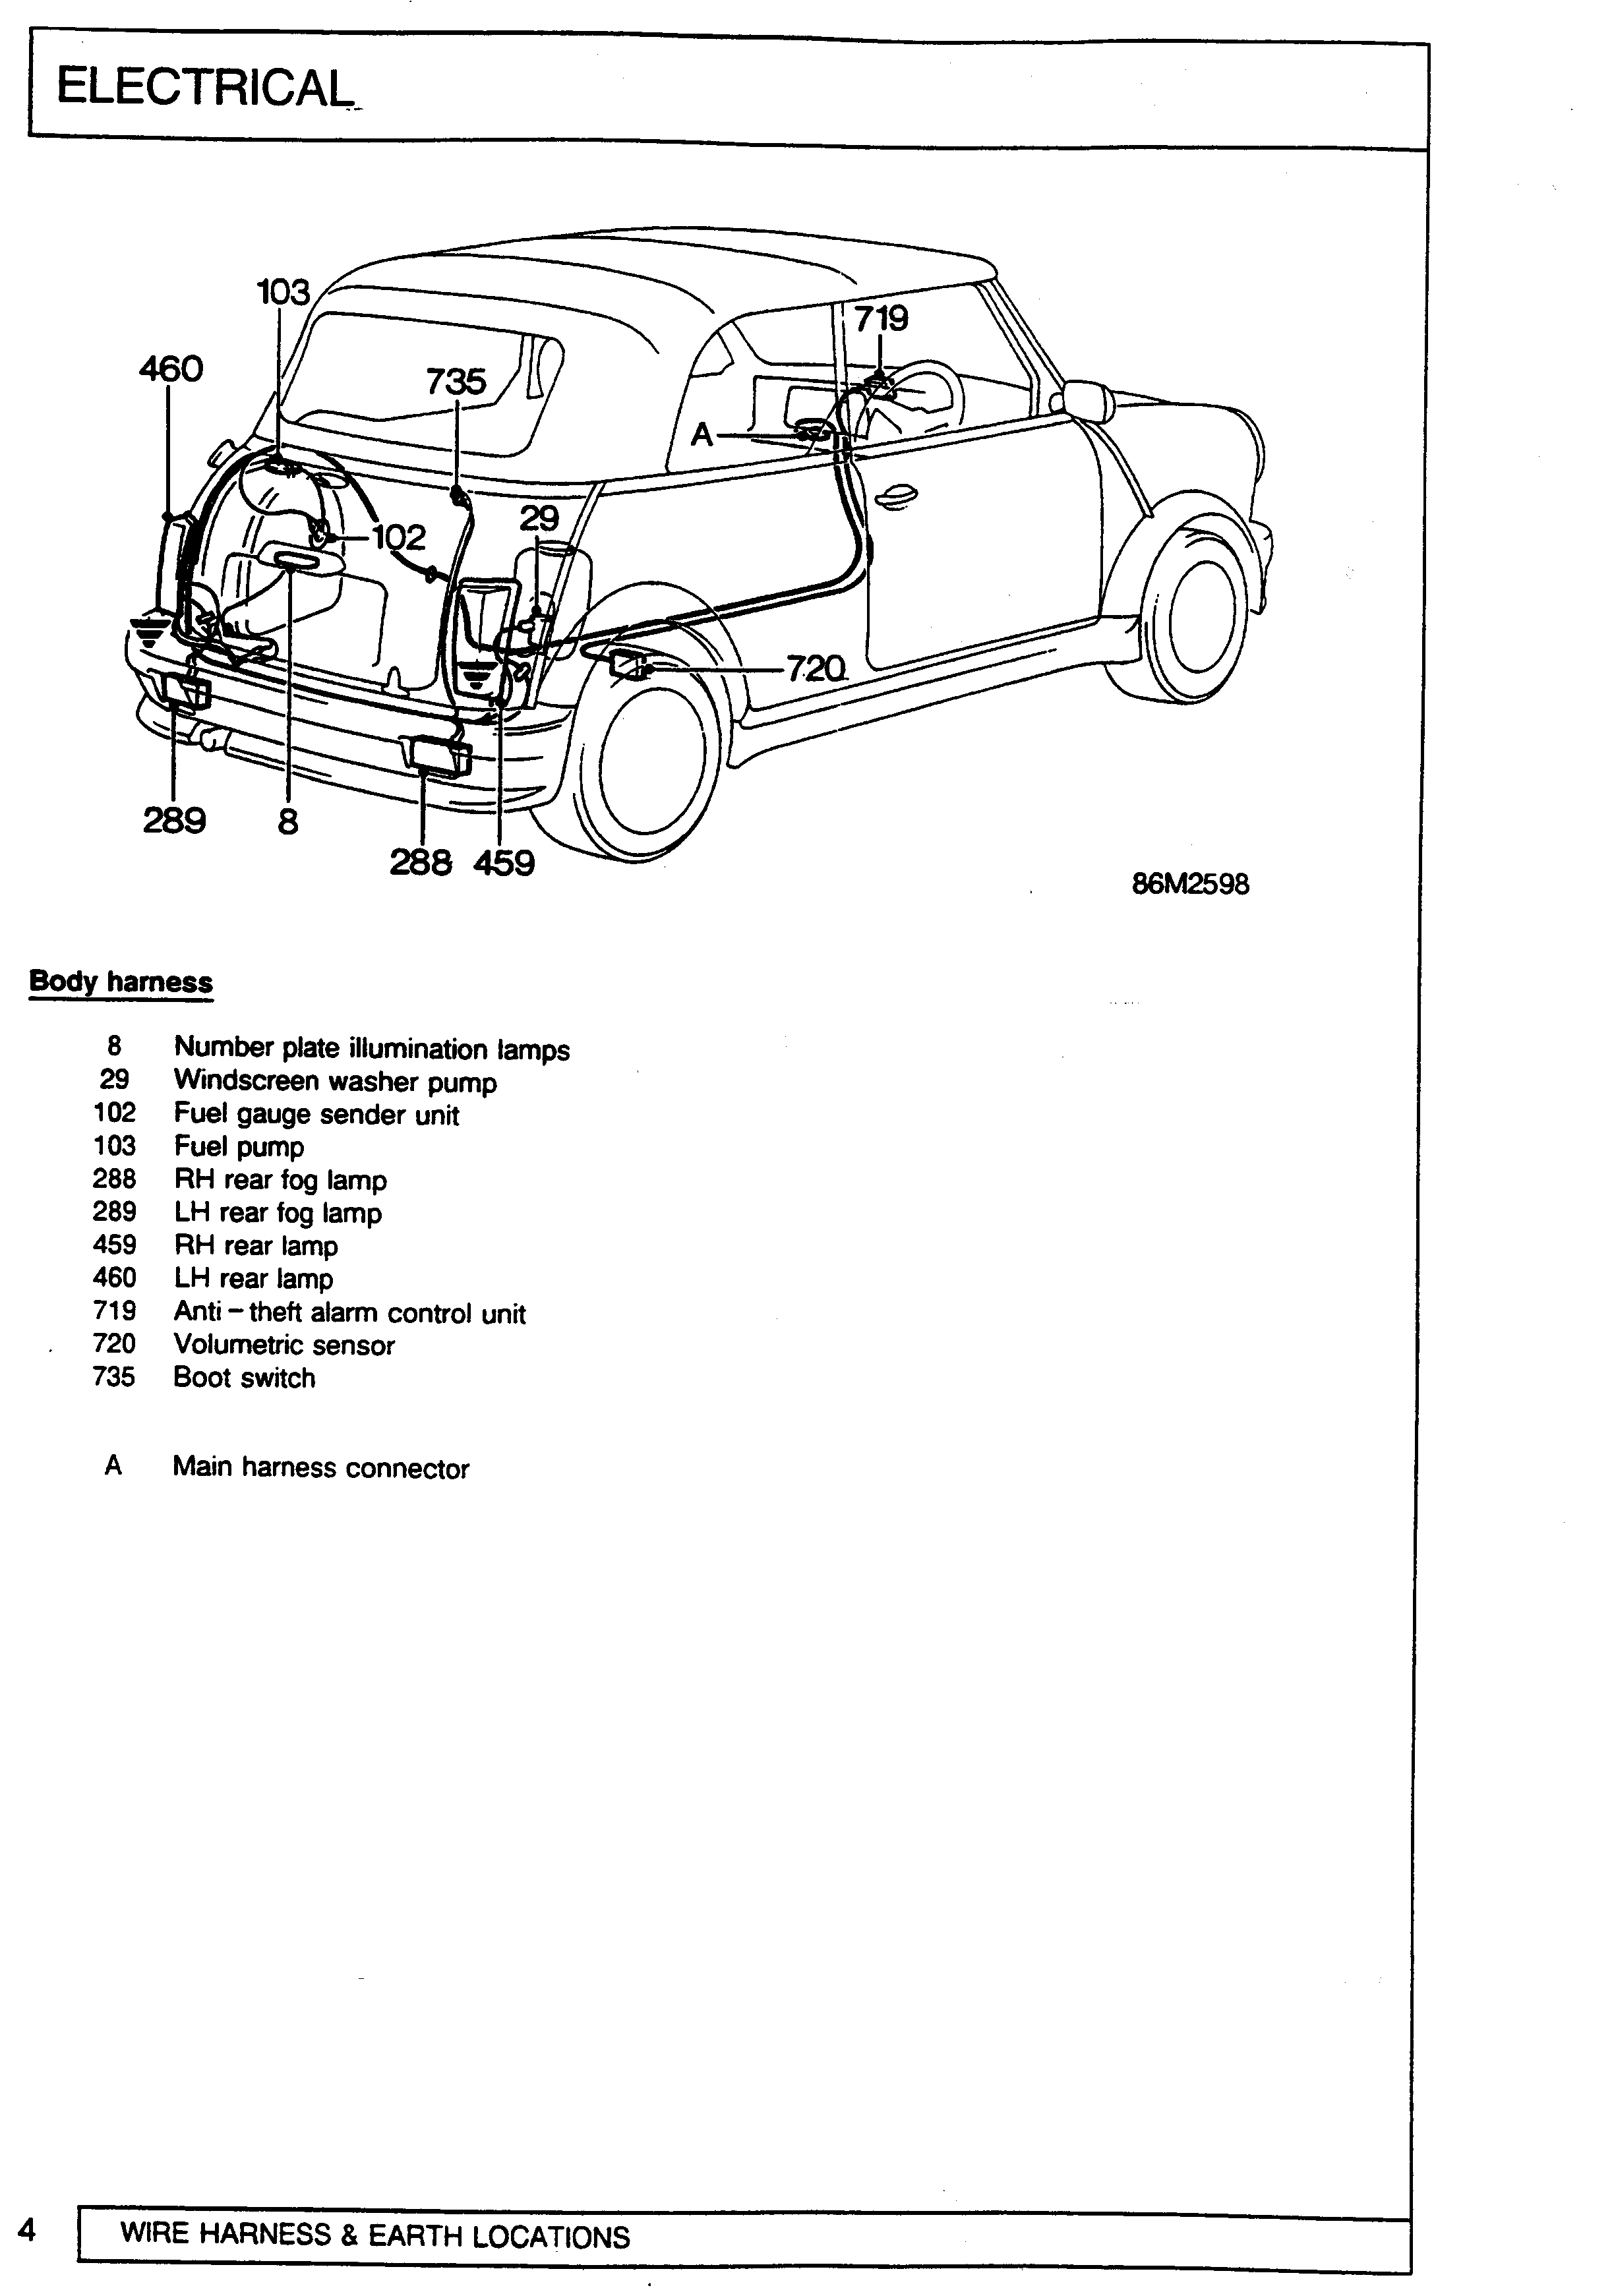 ELECTRICAL
103
719
460
735
A
29
102
720
289
8
288 459
86M2598
Body harness
8 Number plate illumination lamps
29 Windscreen washer pump
102 Fuel gauge sender unit
103 Fuel pump
288 RH rear fog lamp
289 LH rear fog lamp
459 RH rear lamp
460 LH rear lamp
719 Anti – theft alarm control unit
720 Volumetric sensor
735 Boot switch
A Main harness connector
4 WIRE HARNESS & EARTH LOCATIONS